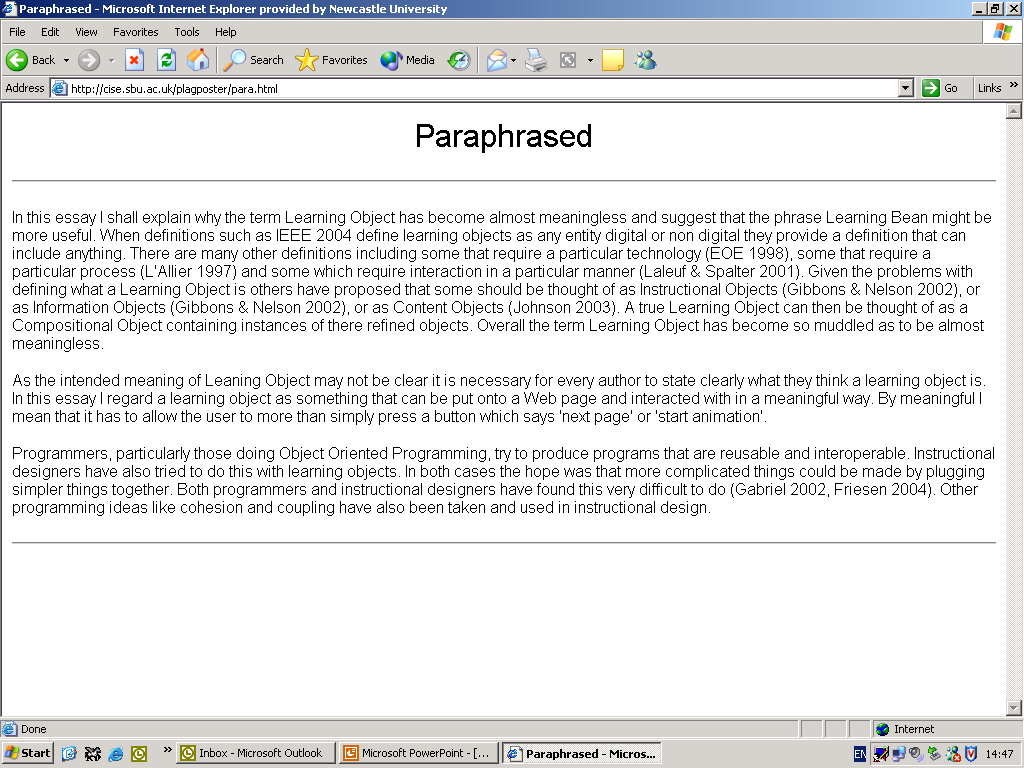 Paraphrased - Microsoft Internet Explorer provided by Newcastle University
File Edit View Favorites Tools Help
Back Search Favorites Media
Address http://cise.sbu.ac.uk/plagposter/para.html Go Links »
Paraphrased
In this essay I shall explain why the term Learning Object has become almost meaningless and suggest that the phrase Learning Bean might be
more useful. When definitions such as IEEE 2004 define learning objects as any entity digital or non digital they provide a definition that can
include anything. There are many other definitions including some that require a particular technology (EOE 1998), some that require a
particular process (L'Allier 1997) and some which require interaction in a particular manner (Laleuf & Spalter 2001). Given the problems with
defining what a Learning Object is others have proposed that some should be thought of as Instructional Objects (Gibbons & Nelson 2002), or
as Information Objects (Gibbons & Nelson 2002), or as Content Objects (Johnson 2003). A true Learning Object can then be thought of as a
Compositional Object containing instances of there refined objects. Overall the term Learning Object has become so muddled as to be almost
meaningless.
As the intended meaning of Leaning Object may not be clear it is necessary for every author to state clearly what they think a learning object is.
In this essay I regard a learning object as something that can be put onto a Web page and interacted with in a meaningful way. By meaningful I
mean that it has to allow the user to more than simply press a button which says 'next page' or 'start animation'.
Programmers, particularly those doing Object Oriented Programming, try to produce programs that are reusable and interoperable. Instructional
designers have also tried to do this with learning objects. In both cases the hope was that more complicated things could be made by plugging
simpler things together. Both programmers and instructional designers have found this very difficult to do (Gabriel 2002, Friesen 2004). Other
programming ideas like cohesion and coupling have also been taken and used in instructional design.
Done Internet
Start » Inbox - Microsoft Outlook Microsoft PowerPoint - [... Paraphrased - Micros... EN 14:47